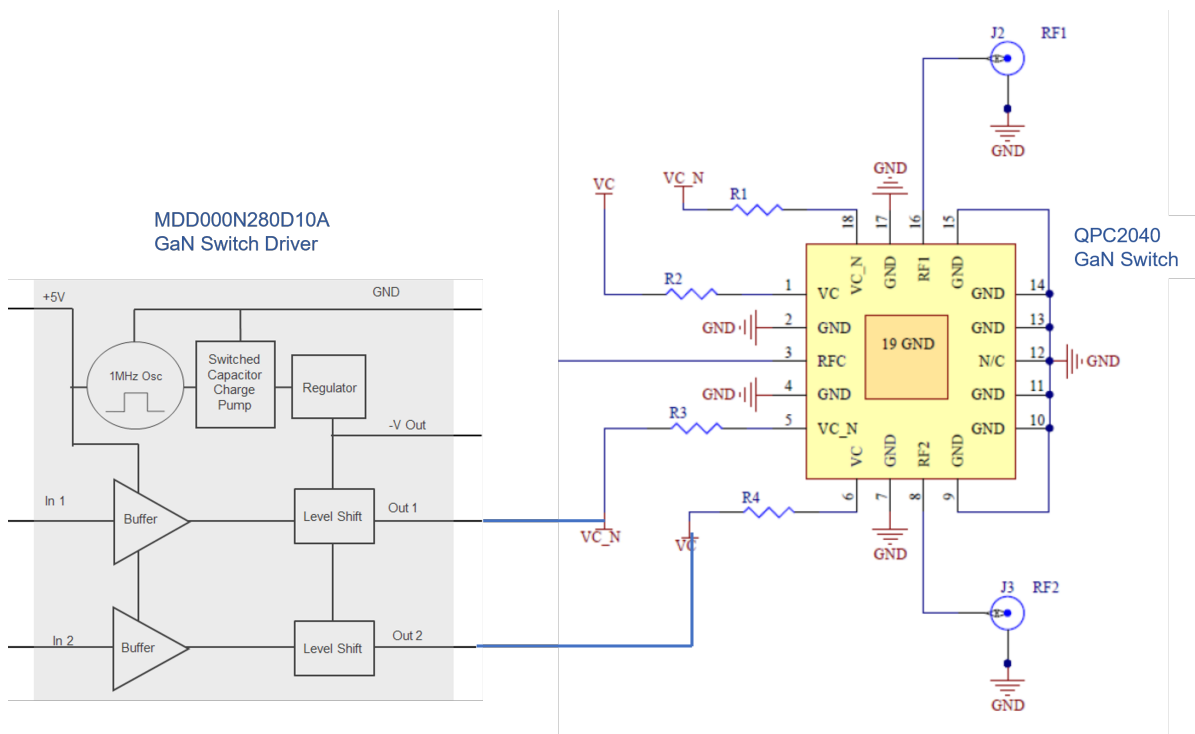 MDD000N280D10A
GaN Switch Driver
+5V
GND
1MHz Osc
Switched
Capacitor
Charge
Pump
Regulator
-V Out
In 1
Buffer
Level Shift
Out 1
In 2
Buffer
Level Shift
Out 2
J2
RF1
GND
GND
VC
VC_N
R1
18
17
16
15
QPC2040
GaN Switch
R2
1
VC
VC_N
GND
RF1
GND
GND
14
GND
2
GND
GND
13
19 GND
3
RFC
N/C
12
GND
GND
4
GND
GND
11
R3
5
VC_N
GND
10
VC
GND
RF2
GND
R4
6
7
8
9
VC_N
VC
GND
J3
RF2
GND